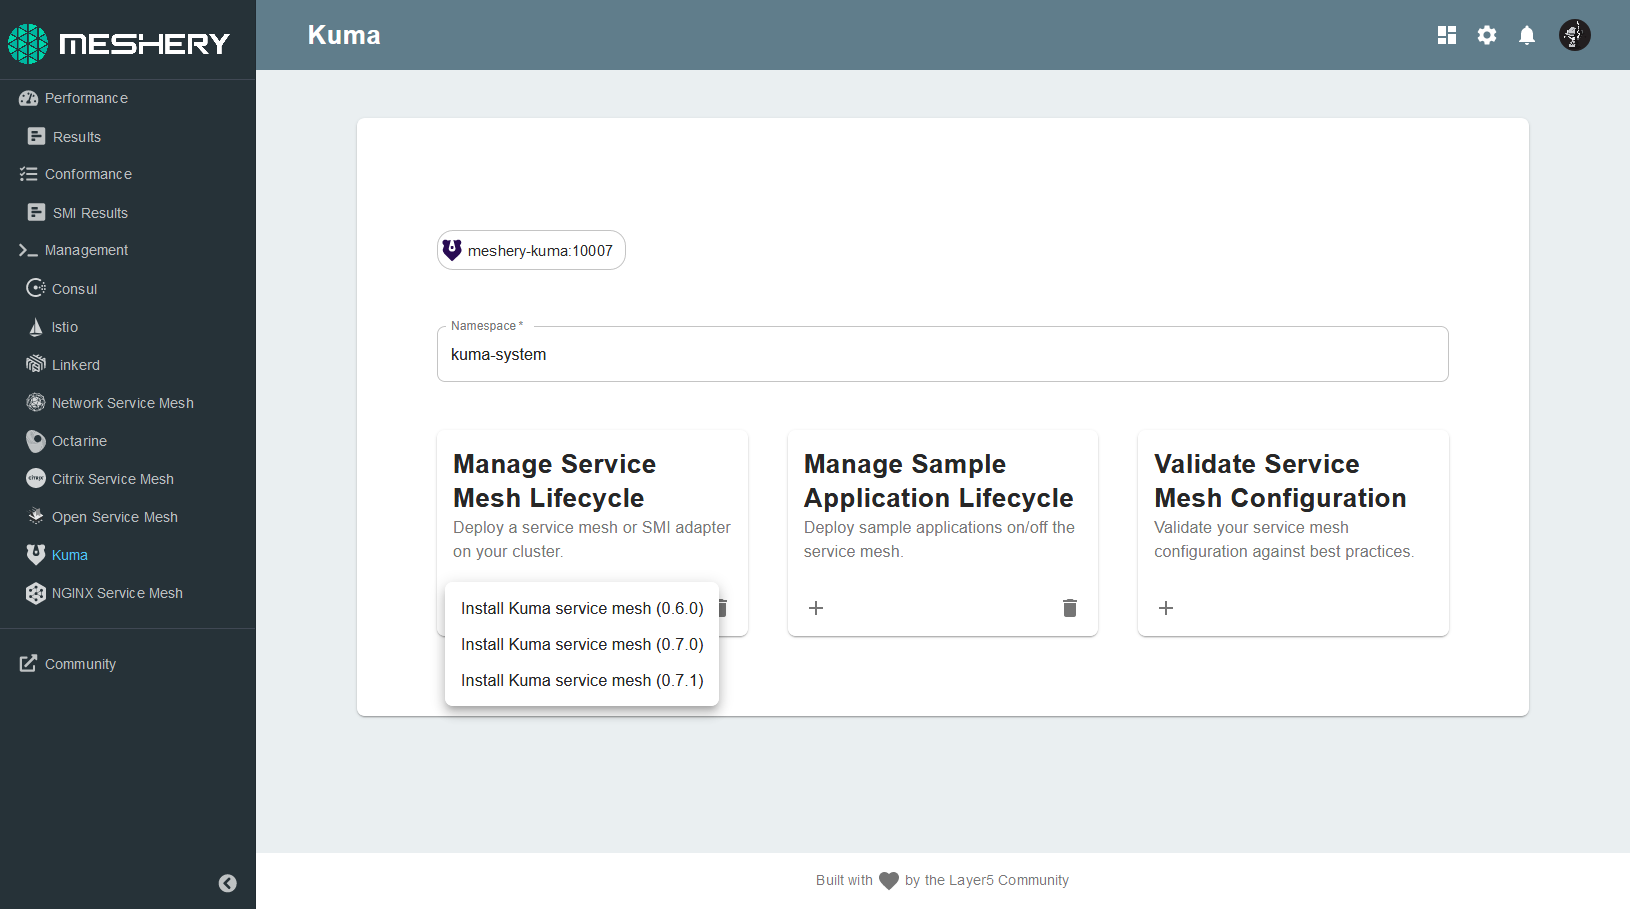 MESHERY
Performance
Results
Conformance
SMI Results
Management
Consul
Istio
Linkerd
Network Service Mesh
Octarine
citrix
Citrix Service Mesh
Open Service Mesh
Kuma
NGINX Service Mesh
Community
Kuma
meshery-kuma:10007
Namespace *
kuma-system
Manage Service
Mesh Lifecycle
Deploy a service mesh or SMI adapter
on your cluster.
Install Kuma service mesh (0.6.0)
Install Kuma service mesh (0.7.0)
Install Kuma service mesh (0.7.1)
Manage Sample
Application Lifecycle
Deploy sample applications on/off the
service mesh.
Validate Service
Mesh Configuration
Validate your service mesh
configuration against best practices.
Built with by the Layer5 Community